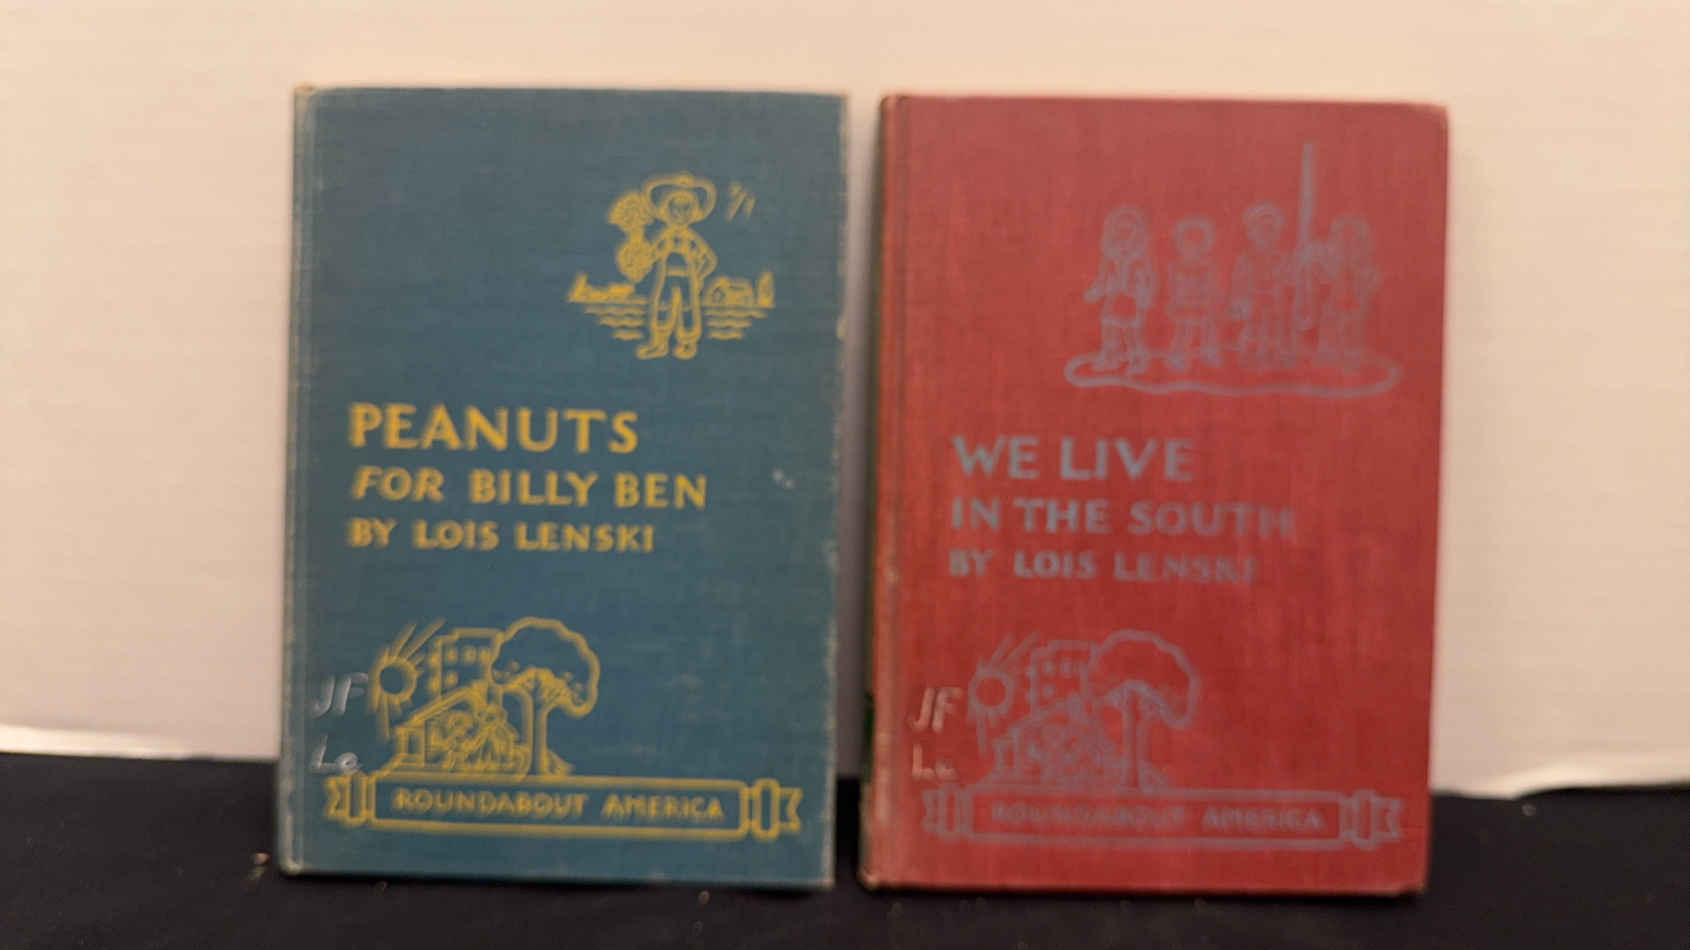 PEANUTS
FOR BILLY BEN
BY LOIS LENSKI
JF
Le
ROUNDABOUT AMERICA
WE LIVE
IN THE SOUTH
BY LOIS LENSKI
JF
Le
ROUNDABOUT AMERICA